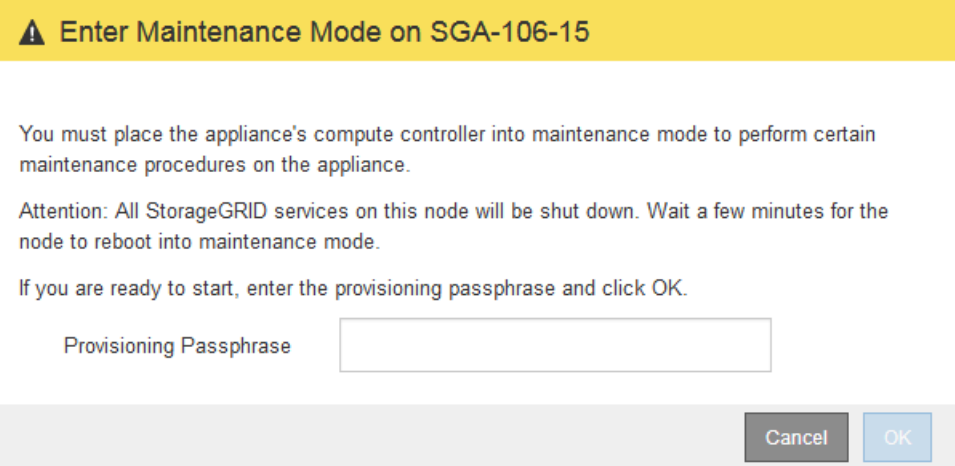 Enter Maintenance Mode on SGA-106-15
You must place the appliance's compute controller into maintenance mode to perform certain
maintenance procedures on the appliance.
Attention: All StorageGRID services on this node will be shut down. Wait a few minutes for the
node to reboot into maintenance mode.
If you are ready to start, enter the provisioning passphrase and click OK.
Provisioning Passphrase
Cancel
OK